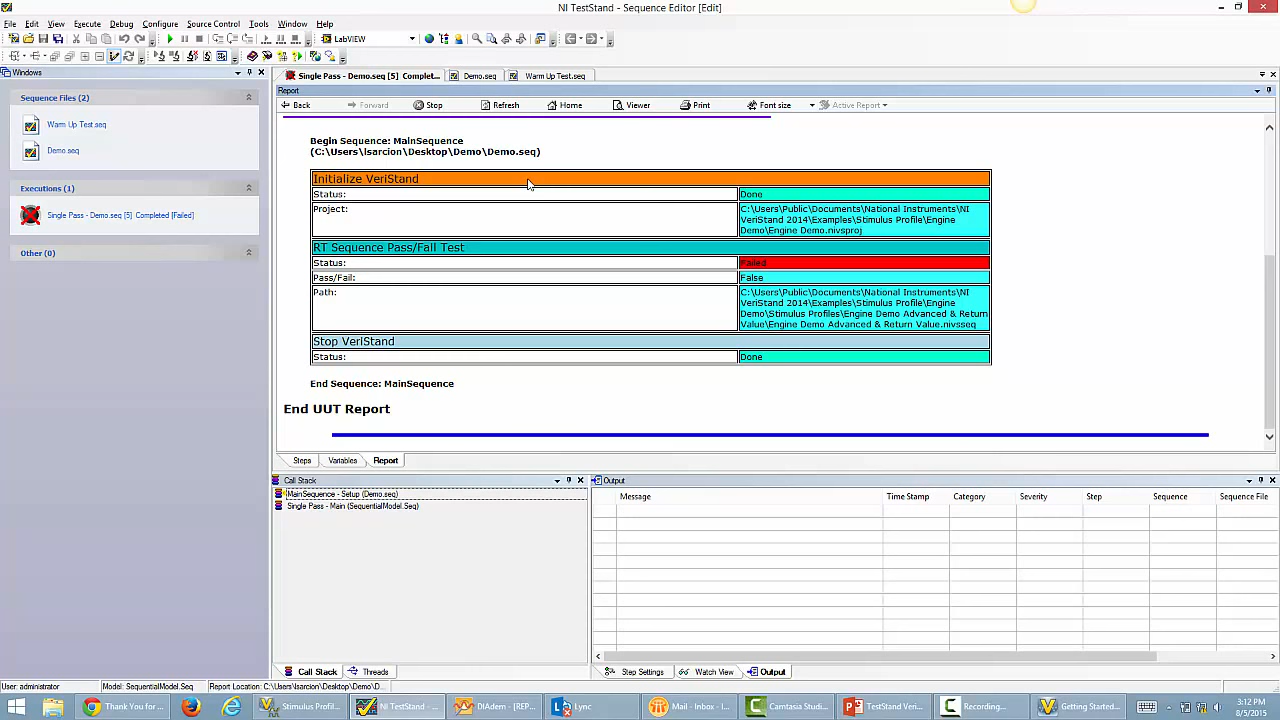 NI TestStand - Sequence Editor [Edit]
File Edit View Execute Debug Configure Source Control Tools Window Help
LabVIEW
Windows
Single Pass - Demo.seq [5] Complet... Demo.seq Warm Up Test.seq
Report
Back Forward Stop Refresh Home Viewer Print Font size Active Report
Sequence Files (2)
Warm Up Test.seq
Demo.seq
Executions (1)
Single Pass - Demo.seq [5] Completed [Failed]
Other (0)
Begin Sequence: MainSequence
(C:\Users\lsarcion\Desktop\Demo\Demo.seq)
Initialize VeriStand
Status: Done
Project: C:\Users\Public\Documents\National Instruments\NI
VeriStand 2014\Examples\Stimulus Profile\Engine
Demo\Engine Demo.nivsproj
RT Sequence Pass/Fail Test
Status: Failed
Pass/Fail: False
Path: C:\Users\Public\Documents\National Instruments\NI
VeriStand 2014\Examples\Stimulus Profile\Engine
Demo\Stimulus Profiles\Engine Demo Advanced & Return
Value\Engine Demo Advanced & Return Value.nivsseq
Stop VeriStand
Status: Done
End Sequence: MainSequence
End UUT Report
Steps Variables Report
Call Stack
MainSequence - Setup (Demo.seq)
Single Pass - Main (SequentialModel.Seq)
Output
Message Time Stamp Category Severity Step Sequence Sequence File
Call Stack Threads
Step Settings Watch View Output
User: administrator Model: SequentialModel.Seq Report Location: C:\Users\lsarcion\Desktop\Demo\D...
Thank You for ... Stimulus Profil... NI TestStand - ... DIAdem - [REP... Lync Mail - Inbox - l... Camtasia Studi... TestStand Veri... Recording... Getting Started...
3:12 PM
8/5/2015